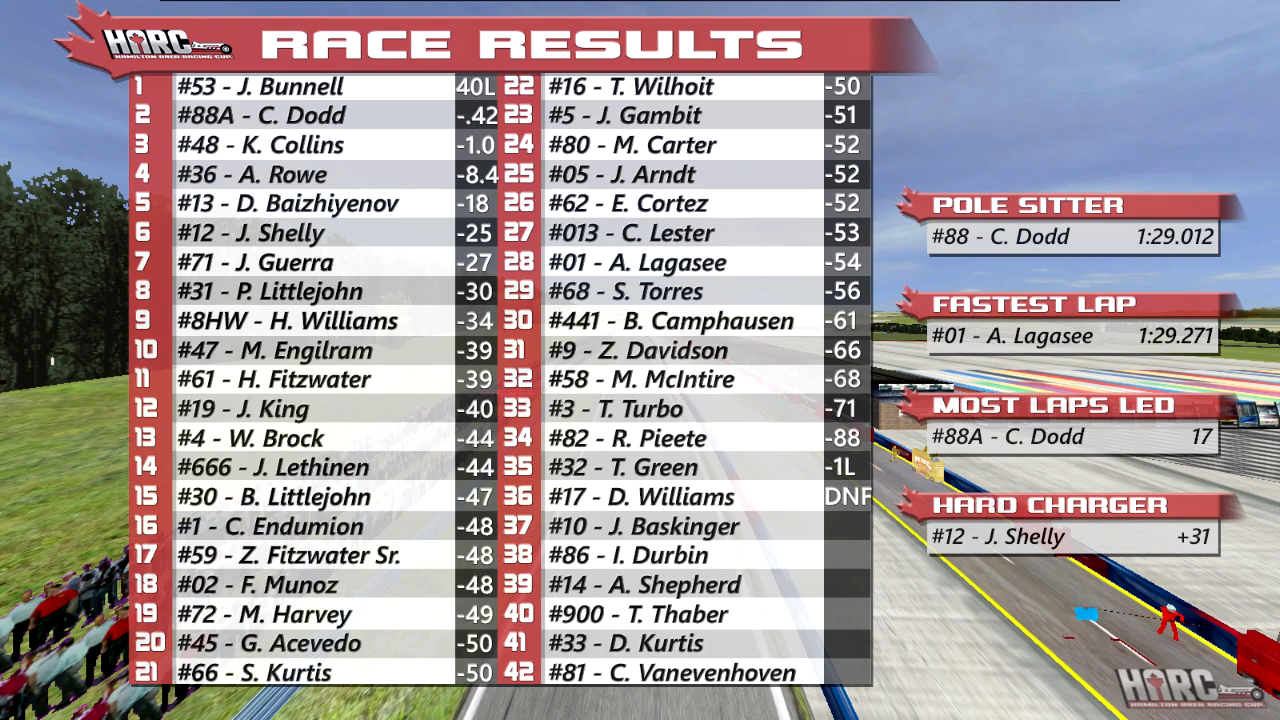 HARC
HAMILTON AREA RACING CUP
RACE RESULTS
1 #53 - J. Bunnell 40L
2 #88A - C. Dodd -.42
3 #48 - K. Collins -1.0
4 #36 - A. Rowe -8.4
5 #13 - D. Baizhiyenov -18
6 #12 - J. Shelly -25
7 #71 - J. Guerra -27
8 #31 - P. Littlejohn -30
9 #8HW - H. Williams -34
10 #47 - M. Engilram -39
11 #61 - H. Fitzwater -39
12 #19 - J. King -40
13 #4 - W. Brock -44
14 #666 - J. Lethinen -44
15 #30 - B. Littlejohn -47
16 #1 - C. Endumion -48
17 #59 - Z. Fitzwater Sr. -48
18 #02 - F. Munoz -48
19 #72 - M. Harvey -49
20 #45 - G. Acevedo -50
21 #66 - S. Kurtis -50
22 #16 - T. Wilhoit -50
23 #5 - J. Gambit -51
24 #80 - M. Carter -52
25 #05 - J. Arndt -52
26 #62 - E. Cortez -52
27 #013 - C. Lester -53
28 #01 - A. Lagasee -54
29 #68 - S. Torres -56
30 #441 - B. Camphausen -61
31 #9 - Z. Davidson -66
32 #58 - M. McIntire -68
33 #3 - T. Turbo -71
34 #82 - R. Pieete -88
35 #32 - T. Green -1L
36 #17 - D. Williams DNF
37 #10 - J. Baskinger
38 #86 - I. Durbin
39 #14 - A. Shepherd
40 #900 - T. Thaber
41 #33 - D. Kurtis
42 #81 - C. Vanevenhoven
POLE SITTER
#88 - C. Dodd 1:29.012
FASTEST LAP
#01 - A. Lagasee 1:29.271
MOST LAPS LED
#88A - C. Dodd 17
HARD CHARGER
#12 - J. Shelly +31
HARC
HAMILTON AREA RACING CUP